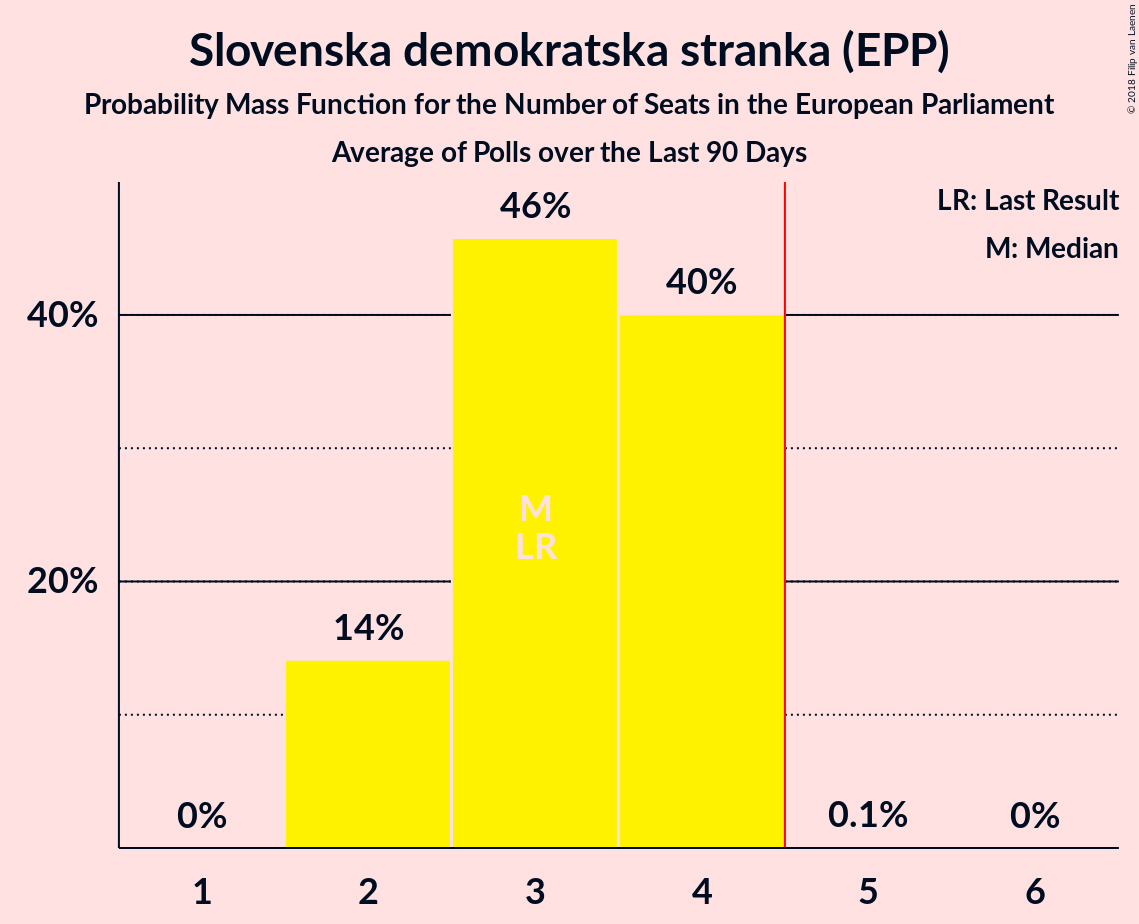 Slovenska demokratska stranka (EPP)
Probability Mass Function for the Number of Seats in the European Parliament
Average of Polls over the Last 90 Days
© 2018 Filip van Laenen
LR: Last Result
M: Median
46%
40%
40%
M
LR
20%
14%
0%
0.1%
0%
1 2 3 4 5 6